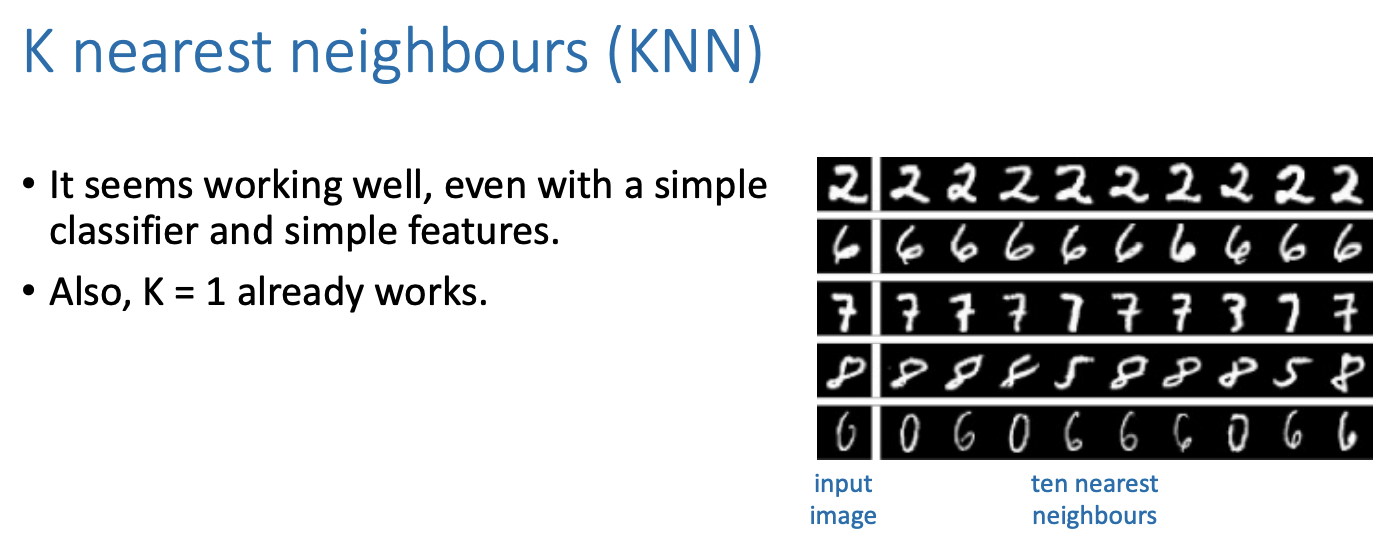 K nearest neighbours (KNN)
• It seems working well, even with a simple
classifier and simple features.
• Also, K = 1 already works.
2 2 2 2 2 2 2 2 2 2
6 6 6 6 6 6 6 6 6 6
7 7 7 7 7 7 7 3 7 7
8 8 8 8 5 8 8 8 5 8
6 0 6 0 6 6 6 0 6 6
input
image
ten nearest
neighbours